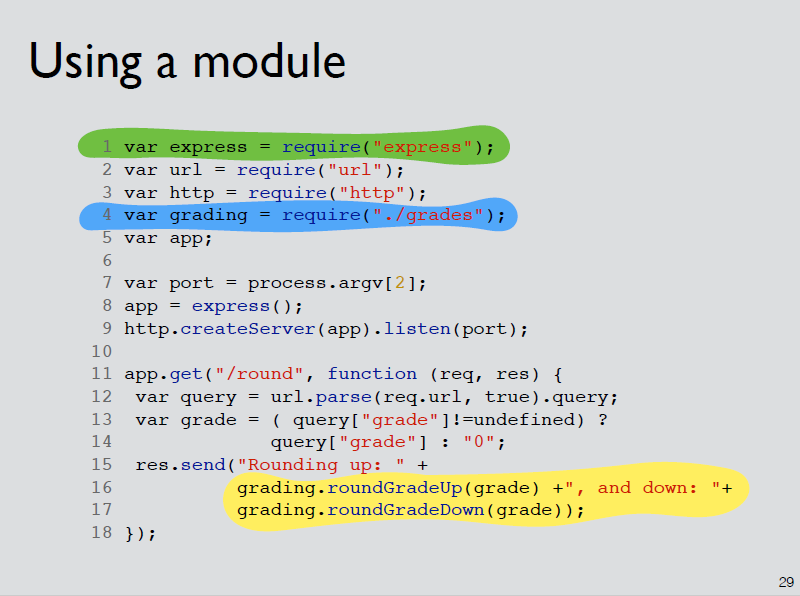 Using a module
1 var express = require("express");
2 var url = require("url");
3 var http = require("http");
4 var grading = require("./grades");
5 var app;
6
7 var port = process.argv[2];
8 app = express();
9 http.createServer(app).listen(port);
10
11 app.get("/round", function (req, res) {
12 var query = url.parse(req.url, true).query;
13 var grade = ( query["grade"]!=undefined) ?
14 query["grade"] : "0";
15 res.send("Rounding up: " +
16 grading.roundGradeUp(grade) +", and down: "+
17 grading.roundGradeDown(grade));
18 });
29